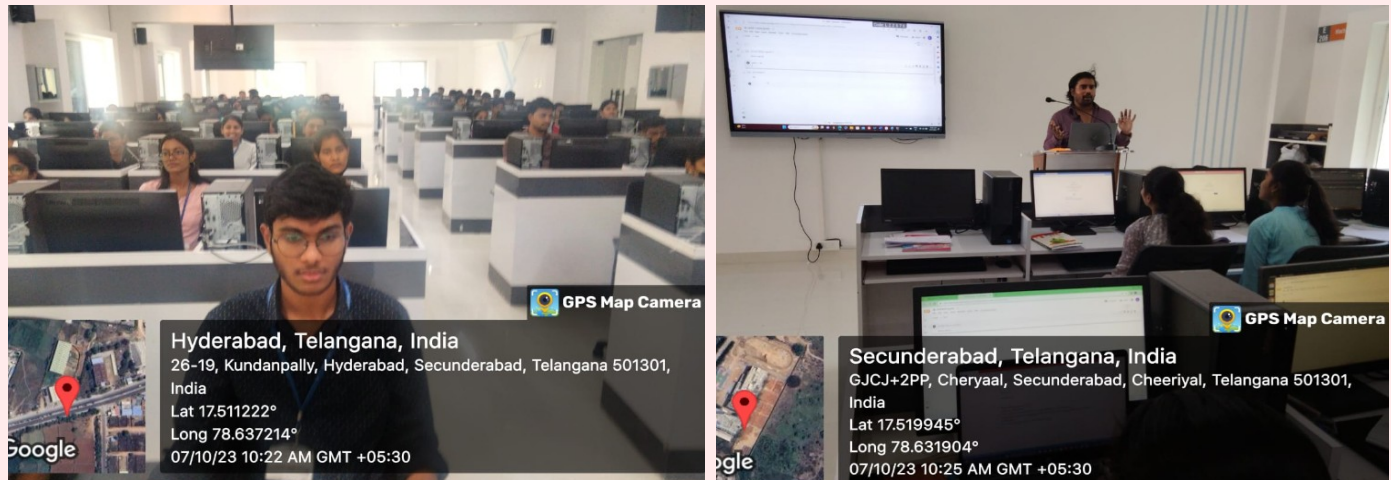 GPS Map Camera
Hyderabad, Telangana, India
26-19, Kundanpally, Hyderabad, Secunderabad, Telangana 501301,
India
Lat 17.511222°
Long 78.637214°
07/10/23 10:22 AM GMT +05:30
Google
GPS Map Camera
Secunderabad, Telangana, India
GJCJ+2PP, Cheryaal, Secunderabad, Cheeriyal, Telangana 501301,
India
Lat 17.519945°
Long 78.631904°
07/10/23 10:25 AM GMT +05:30
ogle